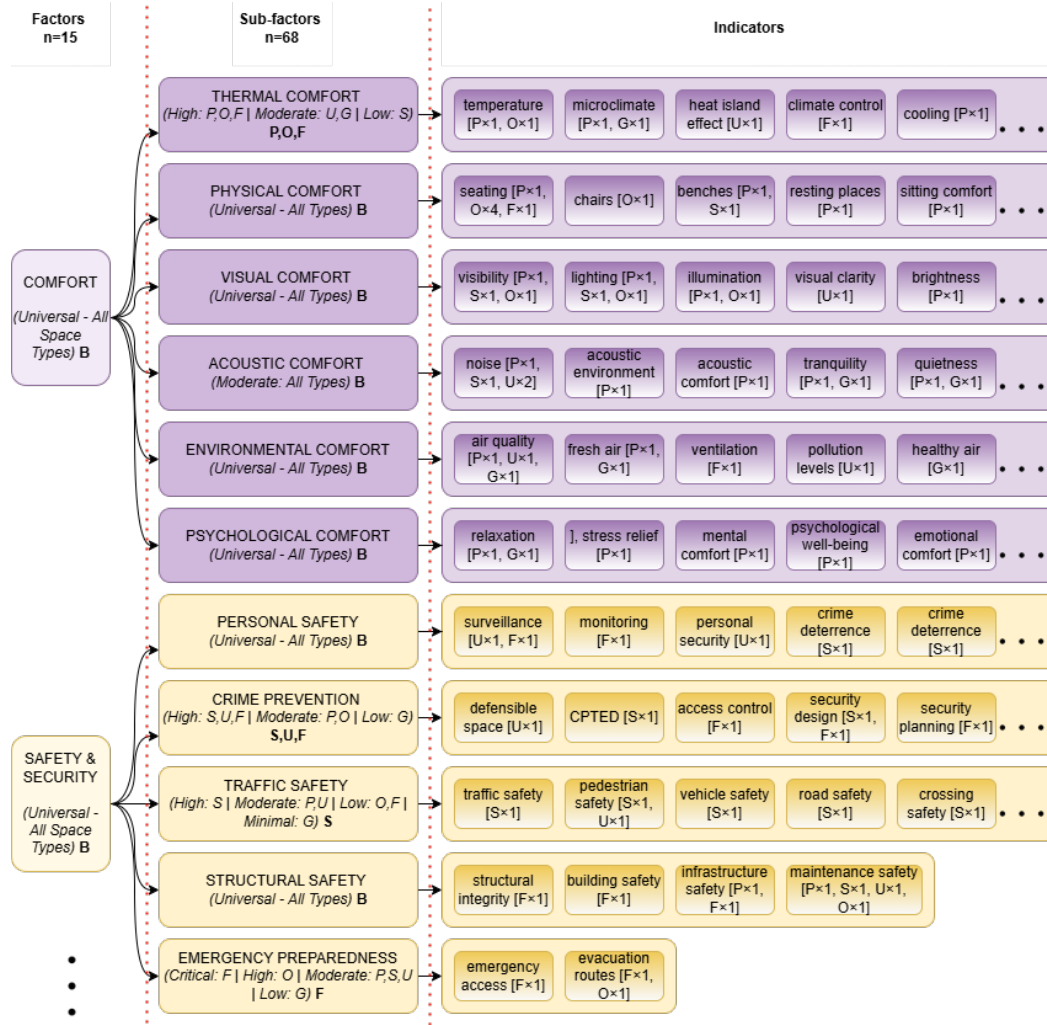 Factors
n=15
Sub-factors
n=68
Indicators
COMFORT
(Universal - All
Space
Types) B
THERMAL COMFORT
(High: P,O,F | Moderate: U,G | Low: S)
P,O,F
temperature
[P×1, O×1]
microclimate
[P×1, G×1]
heat island
effect [U×1]
climate control
[F×1]
cooling [P×1]
PHYSICAL COMFORT
(Universal - All Types) B
seating [P×1,
O×4, F×1]
chairs [O×1]
benches [P×1,
S×1]
resting places
[P×1]
sitting comfort
[P×1]
VISUAL COMFORT
(Universal - All Types) B
visibility [P×1,
S×1, O×1]
lighting [P×1,
S×1, O×1]
illumination
[P×1, O×1]
visual clarity
[U×1]
brightness
[P×1]
ACOUSTIC COMFORT
(Moderate: All Types) B
noise [P×1,
S×1, U×2]
acoustic
environment
[P×1]
acoustic
comfort [P×1]
tranquility
[P×1, G×1]
quietness
[P×1, G×1]
ENVIRONMENTAL COMFORT
(Universal - All Types) B
air quality
[P×1, U×1,
G×1]
fresh air [P×1,
G×1]
ventilation
[F×1]
pollution
levels [U×1]
healthy air
[G×1]
PSYCHOLOGICAL COMFORT
(Universal - All Types) B
relaxation
[P×1, G×1]
], stress relief
[P×1]
mental
comfort [P×1]
psychological
well-being
[P×1]
emotional
comfort [P×1]
SAFETY &
SECURITY
(Universal -
All Space
Types) B
PERSONAL SAFETY
(Universal - All Types) B
surveillance
[U×1, F×1]
monitoring
[F×1]
personal
security [U×1]
crime
deterrence
[S×1]
crime
deterrence
[S×1]
CRIME PREVENTION
(High: S,U,F | Moderate: P,O | Low: G)
S,U,F
defensible
space [U×1]
CPTED [S×1]
access control
[F×1]
security
design [S×1,
F×1]
security
planning [F×1]
TRAFFIC SAFETY
(High: S | Moderate: P,U | Low: O,F |
Minimal: G) S
traffic safety
[S×1]
pedestrian
safety [S×1,
U×1]
vehicle safety
[S×1]
road safety
[S×1]
crossing
safety [S×1]
STRUCTURAL SAFETY
(Universal - All Types) B
structural
integrity [F×1]
building safety
[F×1]
infrastructure
safety [P×1,
F×1]
maintenance safety
[P×1, S×1, U×1,
O×1]
EMERGENCY PREPAREDNESS
(Critical: F | High: O | Moderate: P,S,U
| Low: G) F
emergency
access [F×1]
evacuation
routes [F×1,
O×1]